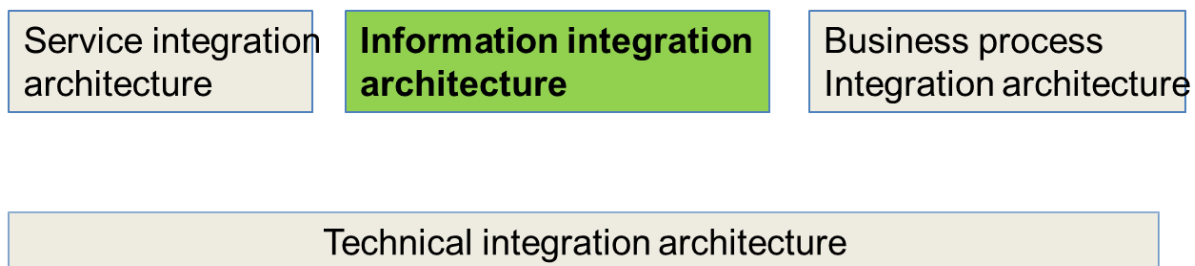 Service integration
architecture
Information integration
architecture
Business process
Integration architecture
Technical integration architecture